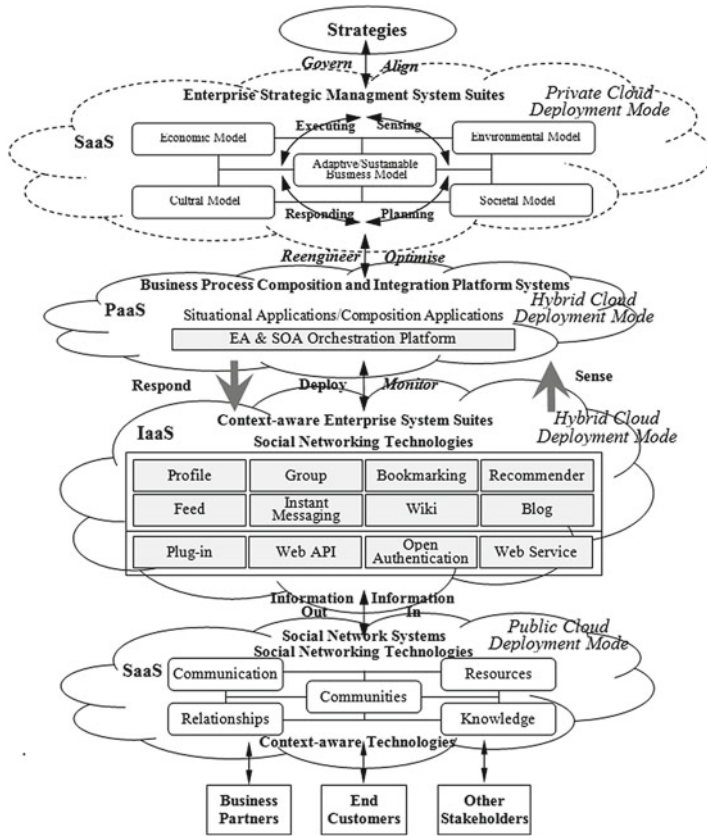 Strategies
Govern Align
Enterprise Strategic Managment System Suites
Private Cloud
Deployment Mode
SaaS
Executing Sensing
Economic Model
Environmental Model
Adaptive/Sustainable
Business Model
Cultral Model
Societal Model
Responding Planning
Reengineer Optimise
Business Process Composition and Integration Platform Systems
PaaS
Hybrid Cloud
Deployment Mode
Situational Applications/Composition Applications
EA & SOA Orchestration Platform
Respond
Deploy Monitor
Sense
Context-aware Enterprise System Suites
Hybrid Cloud
Deployment Mode
IaaS
Social Networking Technologies
Profile Group Bookmarking Recommender
Feed Instant
Messaging Wiki Blog
Plug-in Web API Open
Authentication Web Service
Information Information
Out In
Social Network Systems
Public Cloud
Deployment Mode
Social Networking Technologies
SaaS
Communication Resources
Communities
Relationships Knowledge
Context-aware Technologies
Business
Partners
End
Customers
Other
Stakeholders